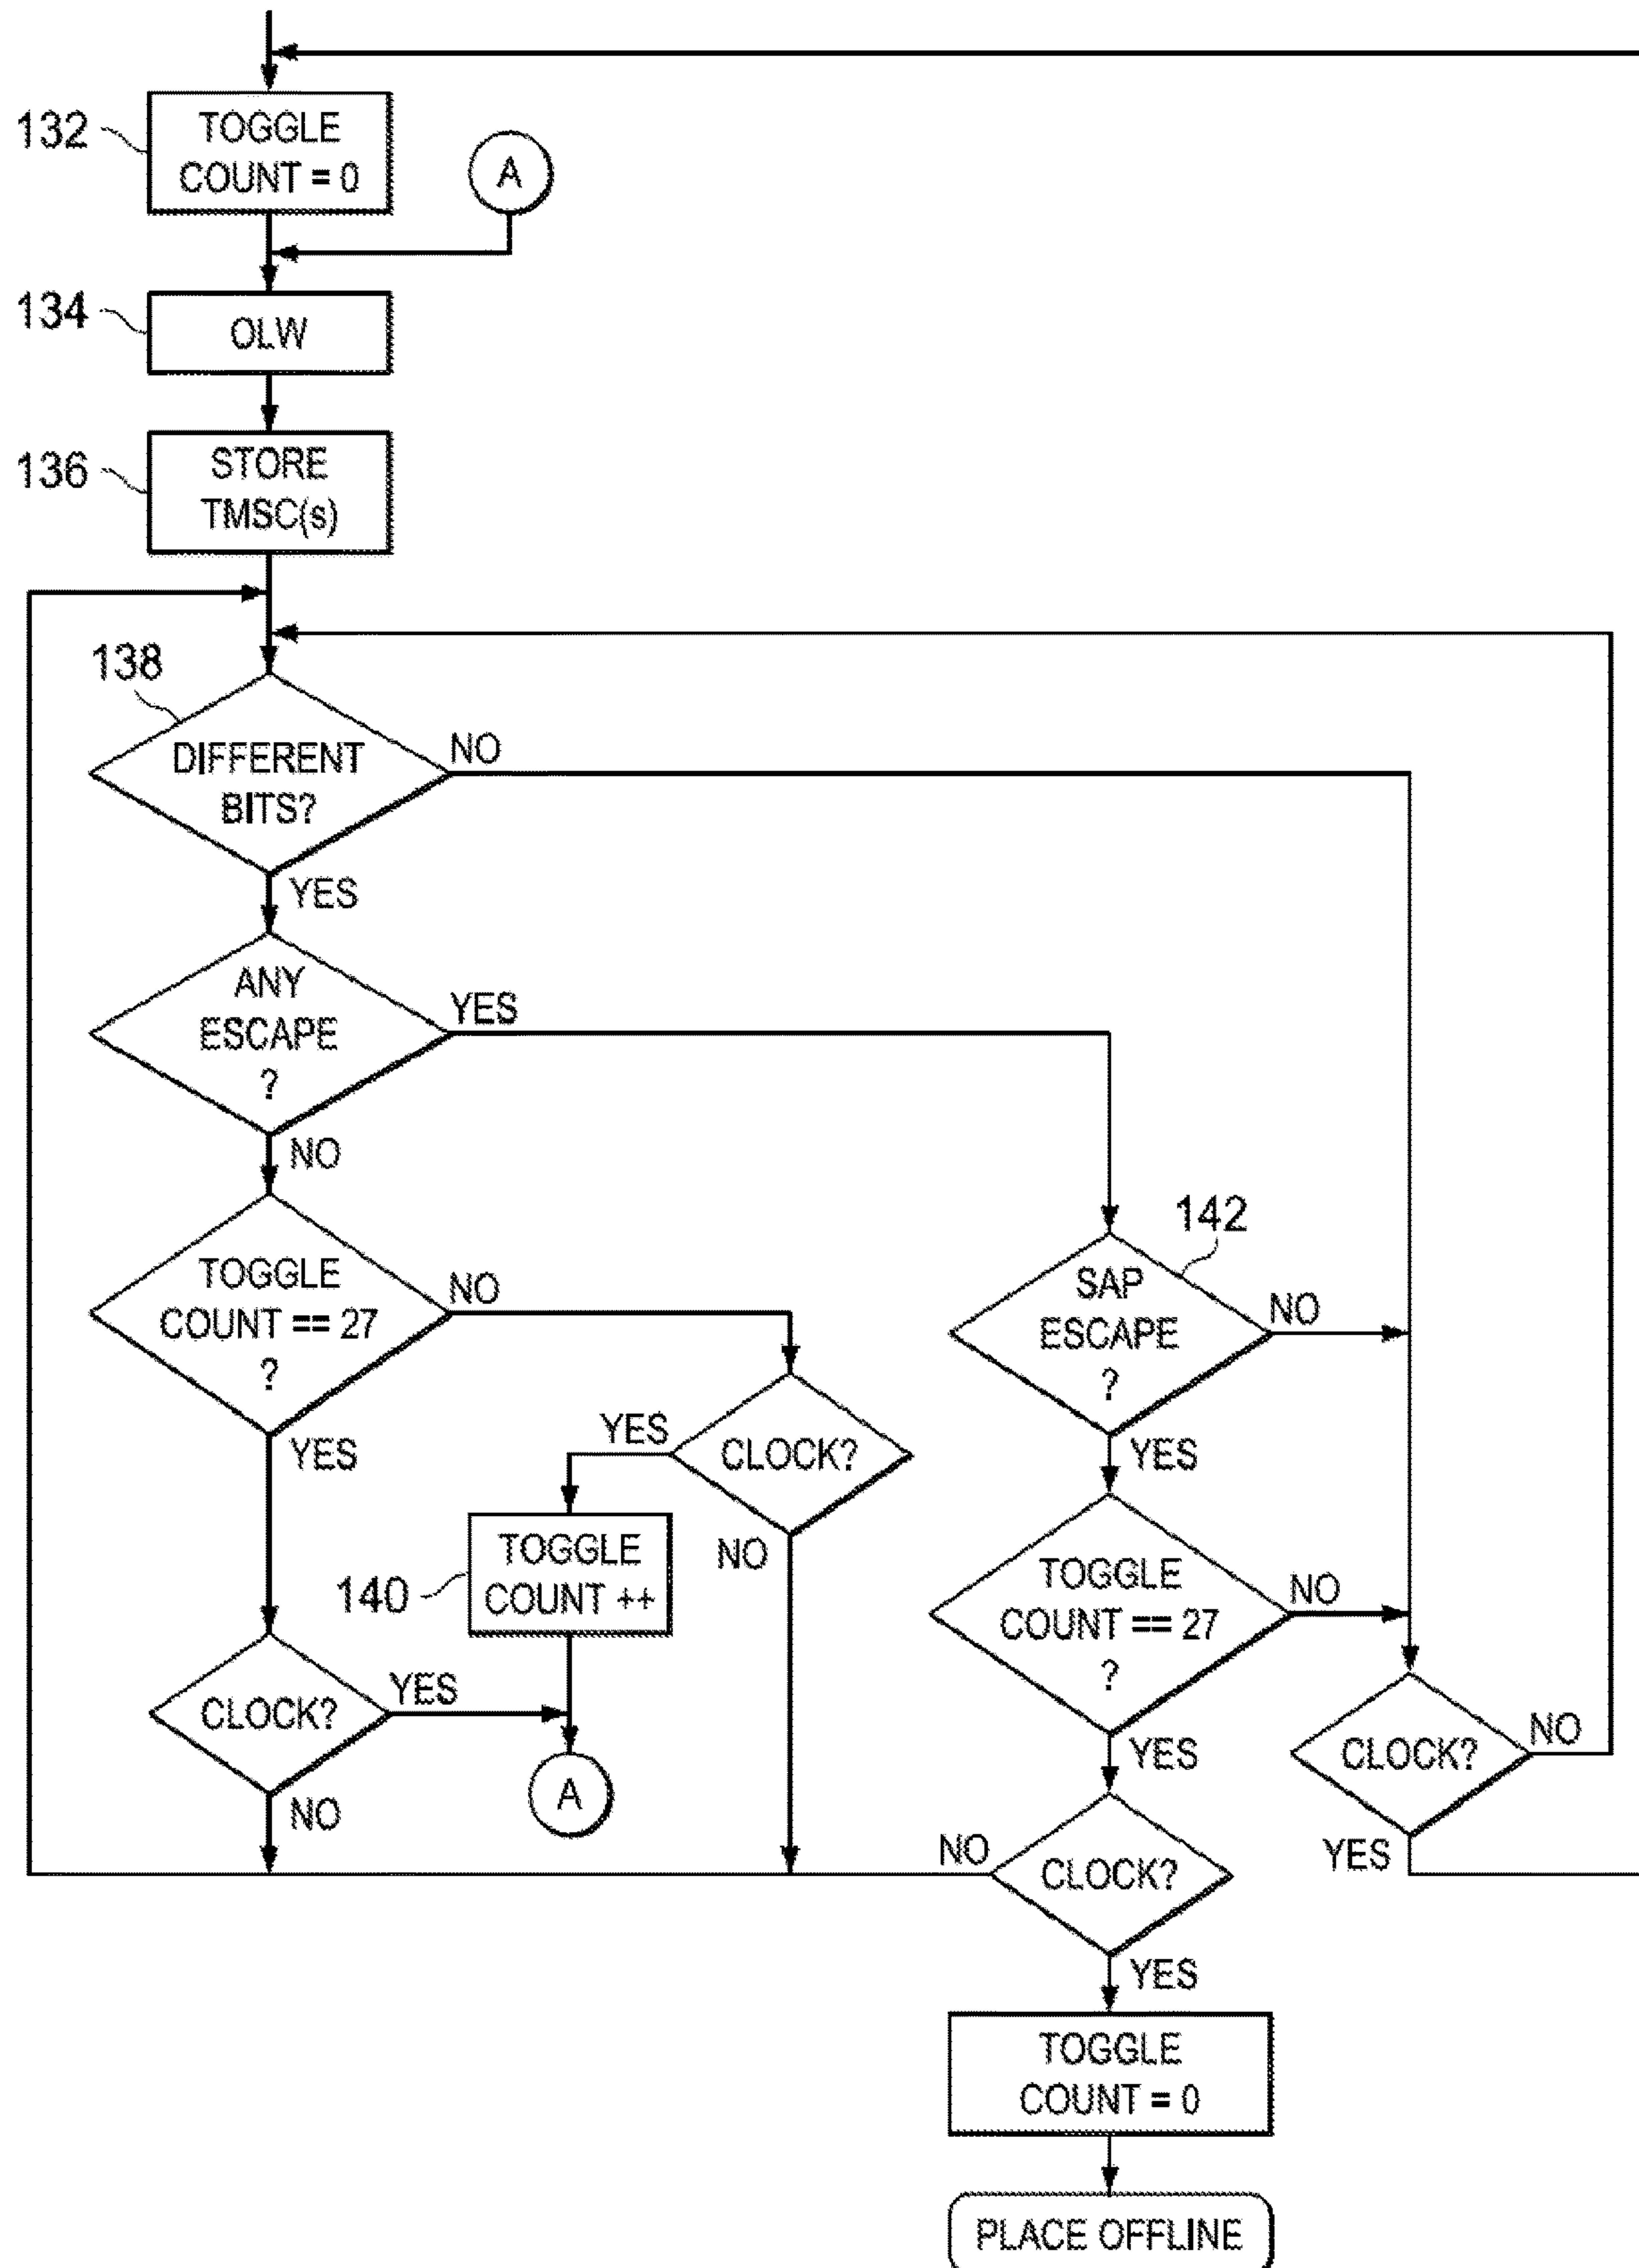 132
TOGGLE
COUNT = 0
A
134
OLW
136
STORE
TMSC(s)
138
DIFFERENT
BITS?
NO
YES
ANY
ESCAPE
?
YES
NO
TOGGLE
COUNT == 27
?
NO
YES
142
SAP
ESCAPE
?
NO
YES
CLOCK?
YES
NO
140
TOGGLE
COUNT ++
TOGGLE
COUNT == 27
?
NO
YES
CLOCK?
YES
NO
A
CLOCK?
NO
YES
CLOCK?
NO
YES
TOGGLE
COUNT = 0
PLACE OFFLINE